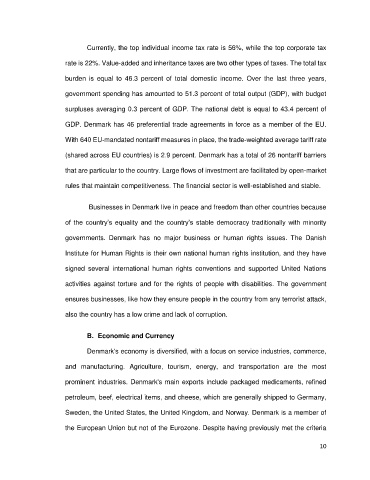 Currently, the top individual income tax rate is 56%, while the top corporate tax
rate is 22%. Value-added and inheritance taxes are two other types of taxes. The total tax
burden is equal to 46.3 percent of total domestic income. Over the last three years,
government spending has amounted to 51.3 percent of total output (GDP), with budget
surpluses averaging 0.3 percent of GDP. The national debt is equal to 43.4 percent of
GDP. Denmark has 46 preferential trade agreements in force as a member of the EU.
With 640 EU-mandated nontariff measures in place, the trade-weighted average tariff rate
(shared across EU countries) is 2.9 percent. Denmark has a total of 26 nontariff barriers
that are particular to the country. Large flows of investment are facilitated by open-market
rules that maintain competitiveness. The financial sector is well-established and stable.
Businesses in Denmark live in peace and freedom than other countries because
of the country's equality and the country's stable democracy traditionally with minority
governments. Denmark has no major business or human rights issues. The Danish
Institute for Human Rights is their own national human rights institution, and they have
signed several international human rights conventions and supported United Nations
activities against torture and for the rights of people with disabilities. The government
ensures businesses, like how they ensure people in the country from any terrorist attack,
also the country has a low crime and lack of corruption.
B. Economic and Currency
Denmark's economy is diversified, with a focus on service industries, commerce,
and manufacturing. Agriculture, tourism, energy, and transportation are the most
prominent industries. Denmark's main exports include packaged medicaments, refined
petroleum, beef, electrical items, and cheese, which are generally shipped to Germany,
Sweden, the United States, the United Kingdom, and Norway. Denmark is a member of
the European Union but not of the Eurozone. Despite having previously met the criteria
10